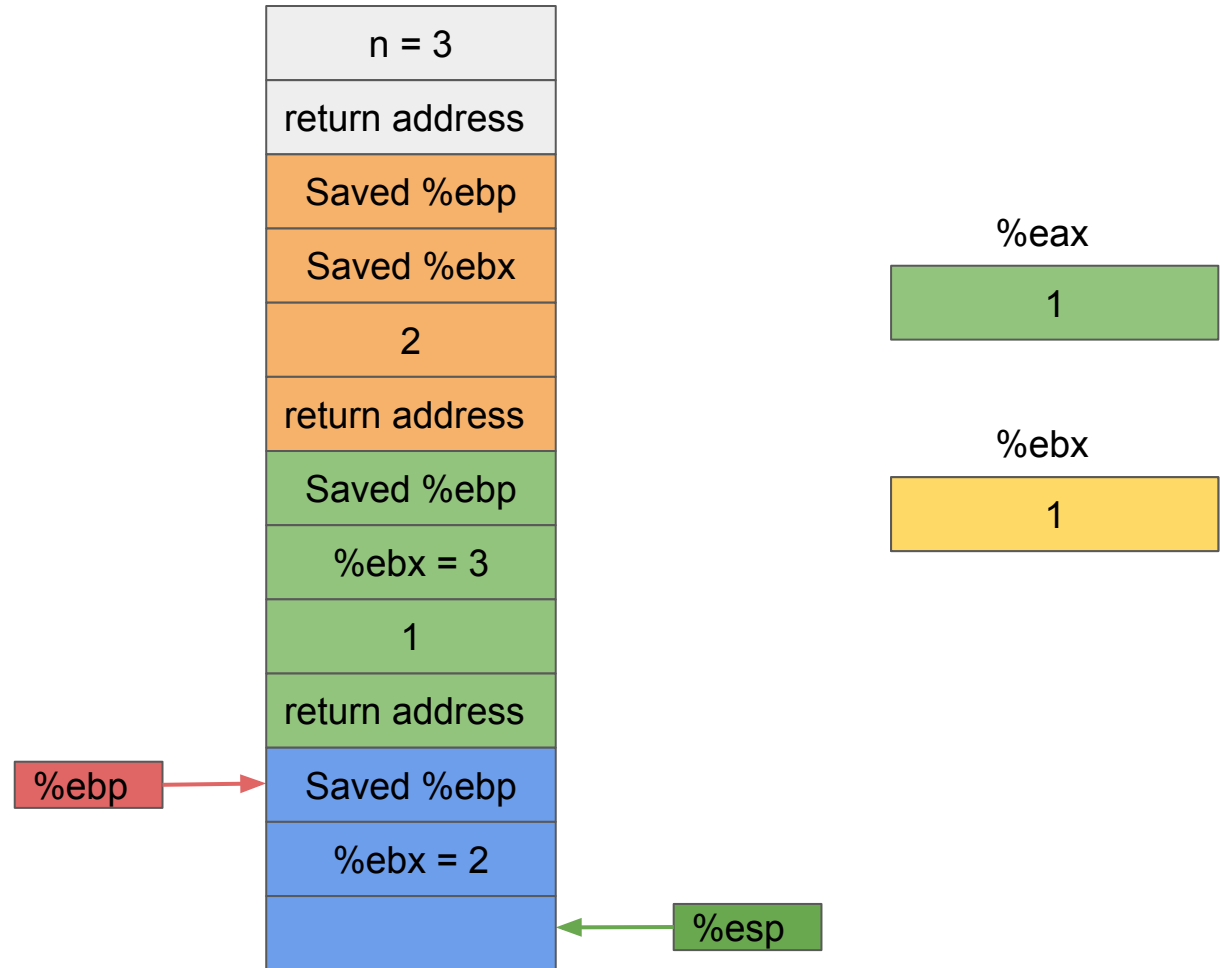 n = 3
return address
Saved %ebp
Saved %ebx
2
return address
Saved %ebp
%ebx = 3
1
return address
Saved %ebp
%ebx = 2
%ebp
%esp
%eax
1
%ebx
1